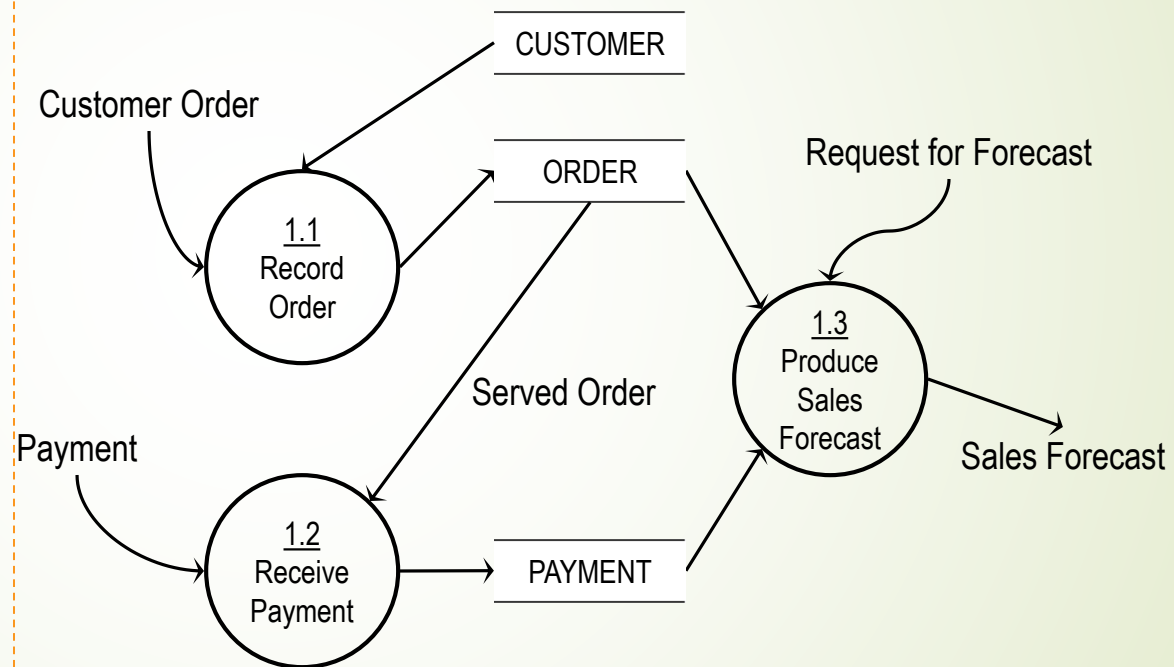 CUSTOMER
Customer Order
ORDER
Request for Forecast
1.1
Record
Order
1.3
Produce
Sales
Forecast
Served Order
Payment
Sales Forecast
1.2
Receive
Payment
PAYMENT